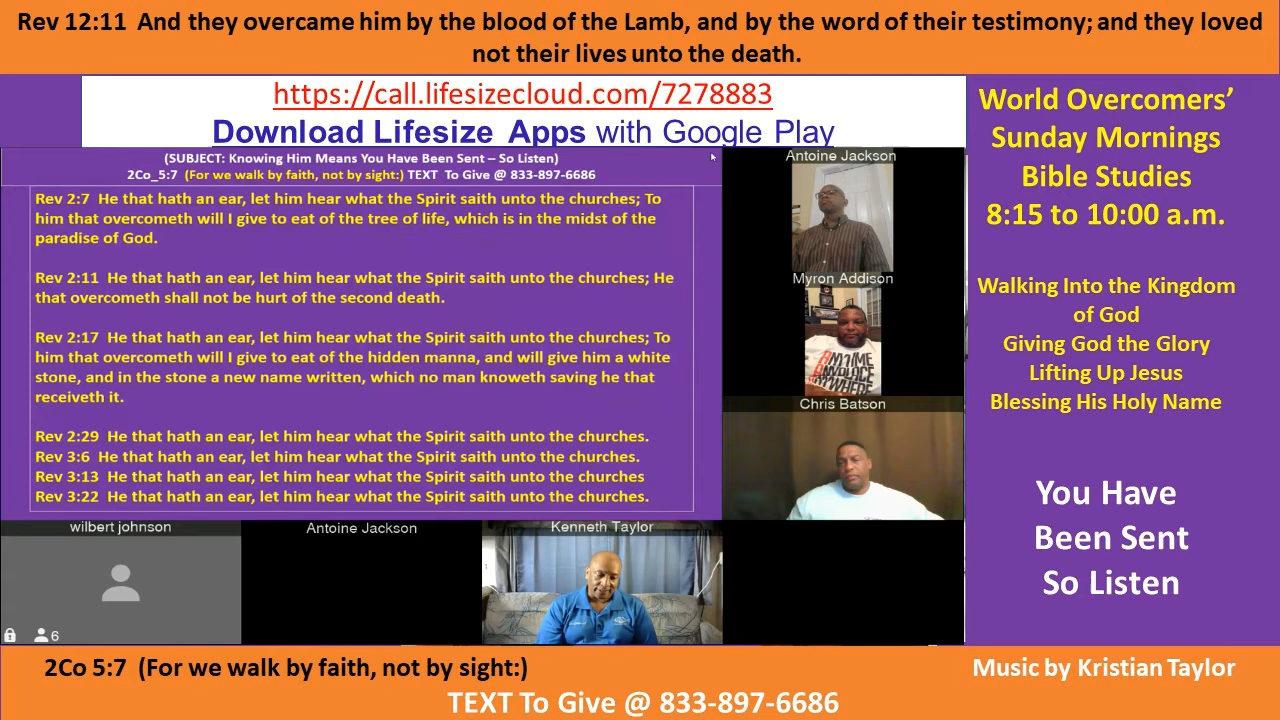 Rev 12:11 And they overcame him by the blood of the Lamb, and by the word of their testimony; and they loved
not their lives unto the death.
https://call.lifesizecloud.com/7278883
Download Lifesize Apps with Google Play
(SUBJECT: Knowing Him Means You Have Been Sent – So Listen)
2Co_5:7 (For we walk by faith, not by sight:) TEXT To Give @ 833-897-6686
Rev 2:7 He that hath an ear, let him hear what the Spirit saith unto the churches; To
him that overcometh will I give to eat of the tree of life, which is in the midst of the
paradise of God.
Rev 2:11 He that hath an ear, let him hear what the Spirit saith unto the churches; He
that overcometh shall not be hurt of the second death.
Rev 2:17 He that hath an ear, let him hear what the Spirit saith unto the churches; To
him that overcometh will I give to eat of the hidden manna, and will give him a white
stone, and in the stone a new name written, which no man knoweth saving he that
receiveth it.
Rev 2:29 He that hath an ear, let him hear what the Spirit saith unto the churches.
Rev 3:6 He that hath an ear, let him hear what the Spirit saith unto the churches.
Rev 3:13 He that hath an ear, let him hear what the Spirit saith unto the churches
Rev 3:22 He that hath an ear, let him hear what the Spirit saith unto the churches.
Antoine Jackson
Myron Addison
ANYTIME
ANYPLACE
ANYWHERE
Chris Batson
wilbert johnson
6
Antoine Jackson
Kenneth Taylor
World Overcomers'
Sunday Mornings
Bible Studies
8:15 to 10:00 a.m.
Walking Into the Kingdom
of God
Giving God the Glory
Lifting Up Jesus
Blessing His Holy Name
You Have
Been Sent
So Listen
2Co 5:7 (For we walk by faith, not by sight:)
Music by Kristian Taylor
TEXT To Give @ 833-897-6686